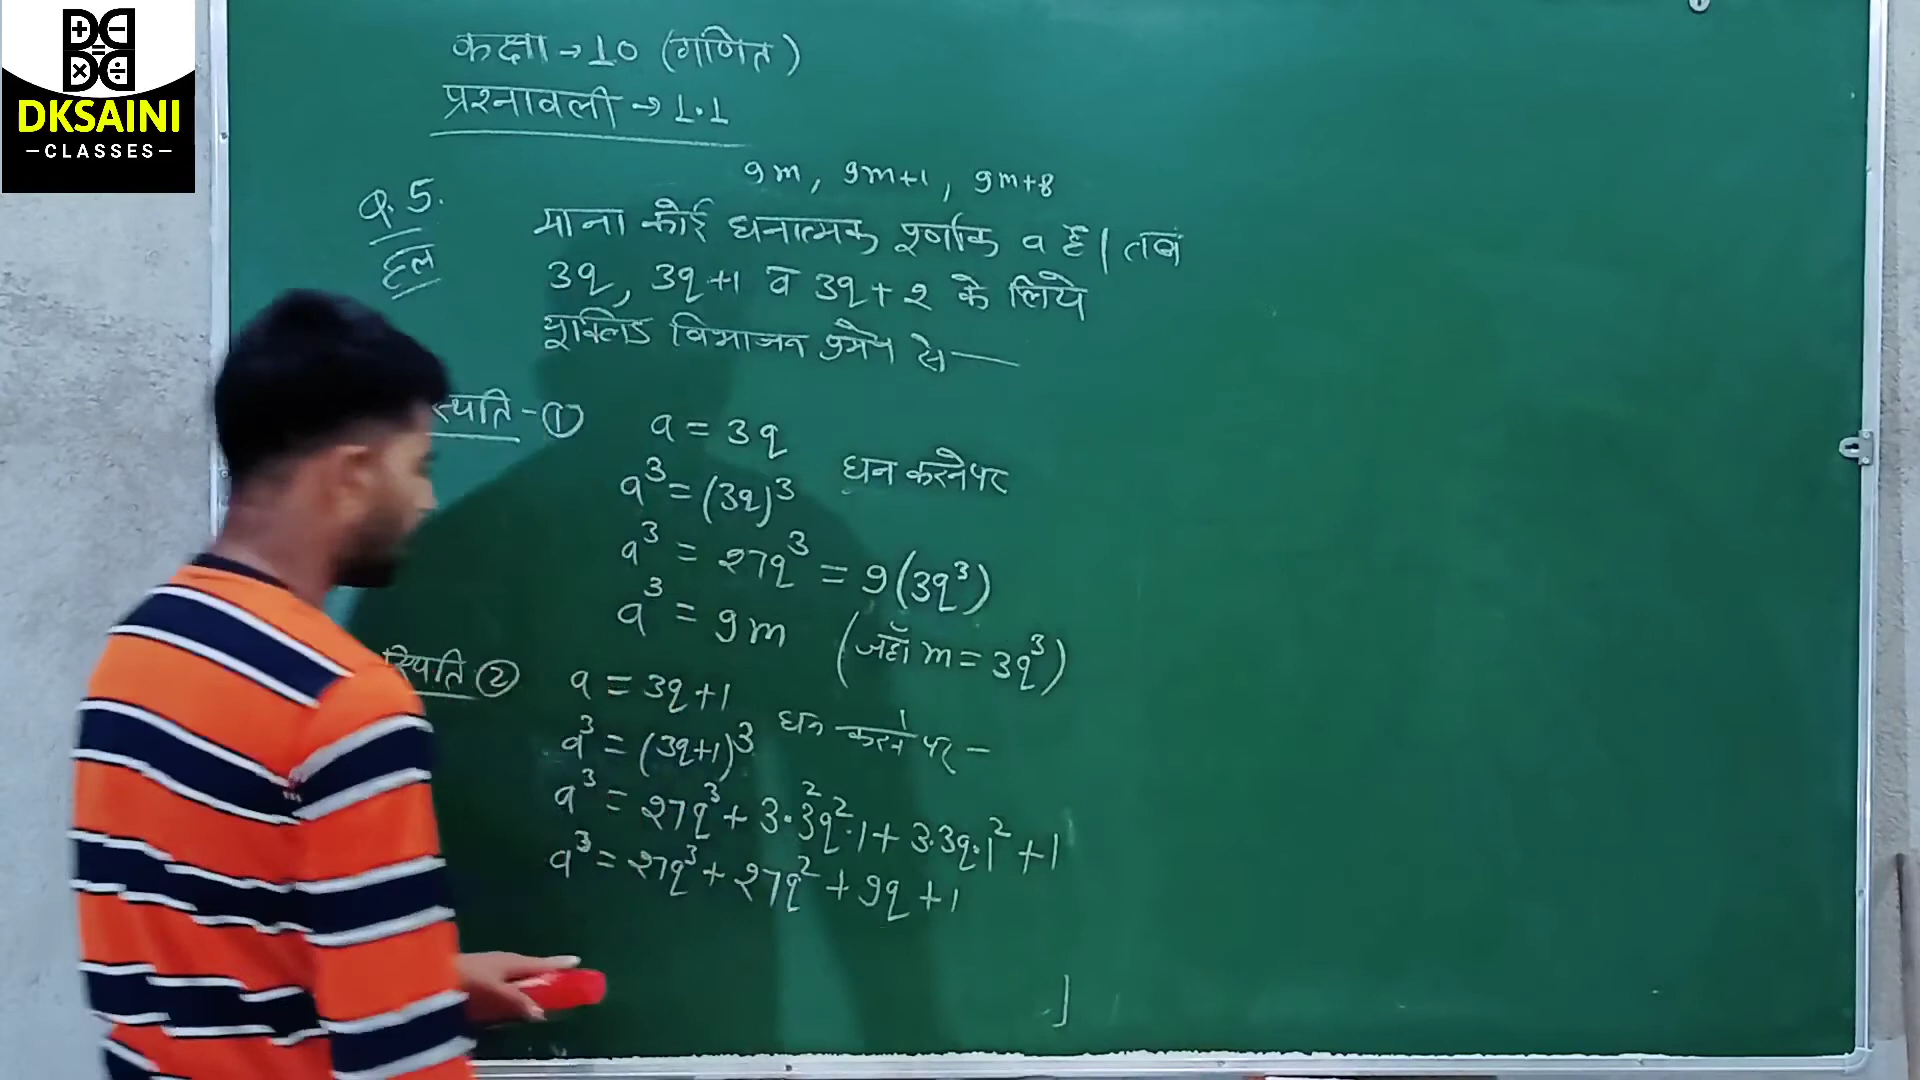 DKSAINI
CLASSES
कक्षा → 10 (गणित)
प्रश्नावली → 1.1
9m, 9m+1, 9m+8
Q.5.
हल
माना कोई धनात्मक पूर्णांक a है। तब
3q, 3q+1 व 3q+2 के लिये
यूक्लिड विभाजन प्रमेय से —
स्थति - ①
a = 3q
a³ = (3q)³ घन करने पर
a³ = 27q³ = 9(3q³)
a³ = 9m (जहाँ m = 3q³)
स्थिति ②
a = 3q+1
a³ = (3q+1)³ घन करने पर −
a³ = 27q³ + 3·3²q²·1 + 3·3q·1² + 1
a³ = 27q³ + 27q² + 9q + 1